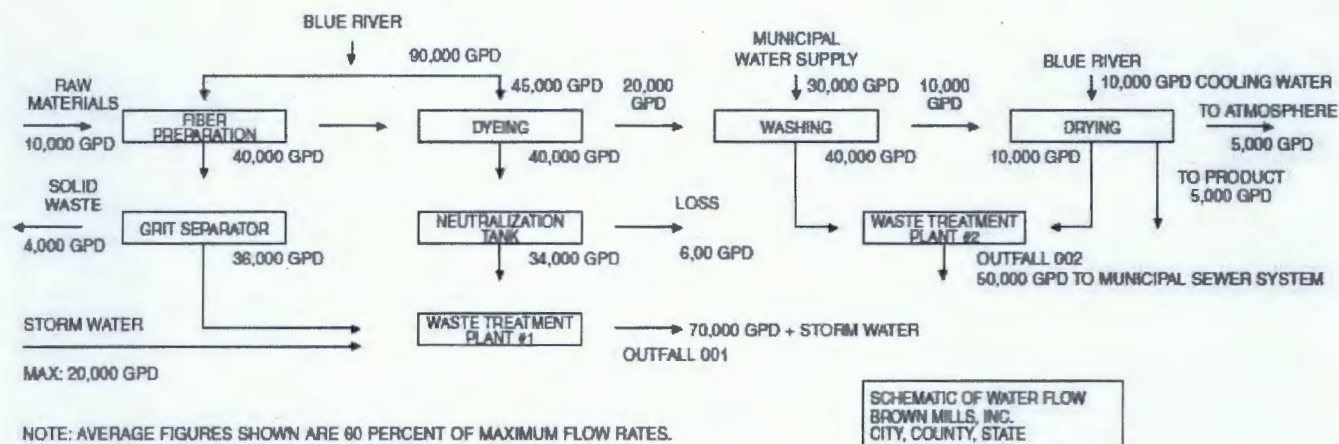 BLUE RIVER
90,000 GPD
RAW
MATERIALS
10,000 GPD
FIBER
PREPARATION
40,000 GPD
45,000 GPD
DYEING
40,000 GPD
20,000
GPD
MUNICIPAL
WATER SUPPLY
30,000 GPD
WASHING
40,000 GPD
10,000
GPD
BLUE RIVER
10,000 GPD COOLING WATER
DRYING
10,000 GPD
TO ATMOSPHERE
5,000 GPD
TO PRODUCT
5,000 GPD
SOLID
WASTE
4,000 GPD
GRIT SEPARATOR
36,000 GPD
NEUTRALIZATION
TANK
34,000 GPD
LOSS
6,00 GPD
WASTE TREATMENT
PLANT #2
OUTFALL 002
50,000 GPD TO MUNICIPAL SEWER SYSTEM
STORM WATER
MAX: 20,000 GPD
WASTE TREATMENT
PLANT #1
70,000 GPD + STORM WATER
OUTFALL 001
SCHEMATIC OF WATER FLOW
BROWN MILLS, INC.
CITY, COUNTY, STATE
NOTE: AVERAGE FIGURES SHOWN ARE 60 PERCENT OF MAXIMUM FLOW RATES.